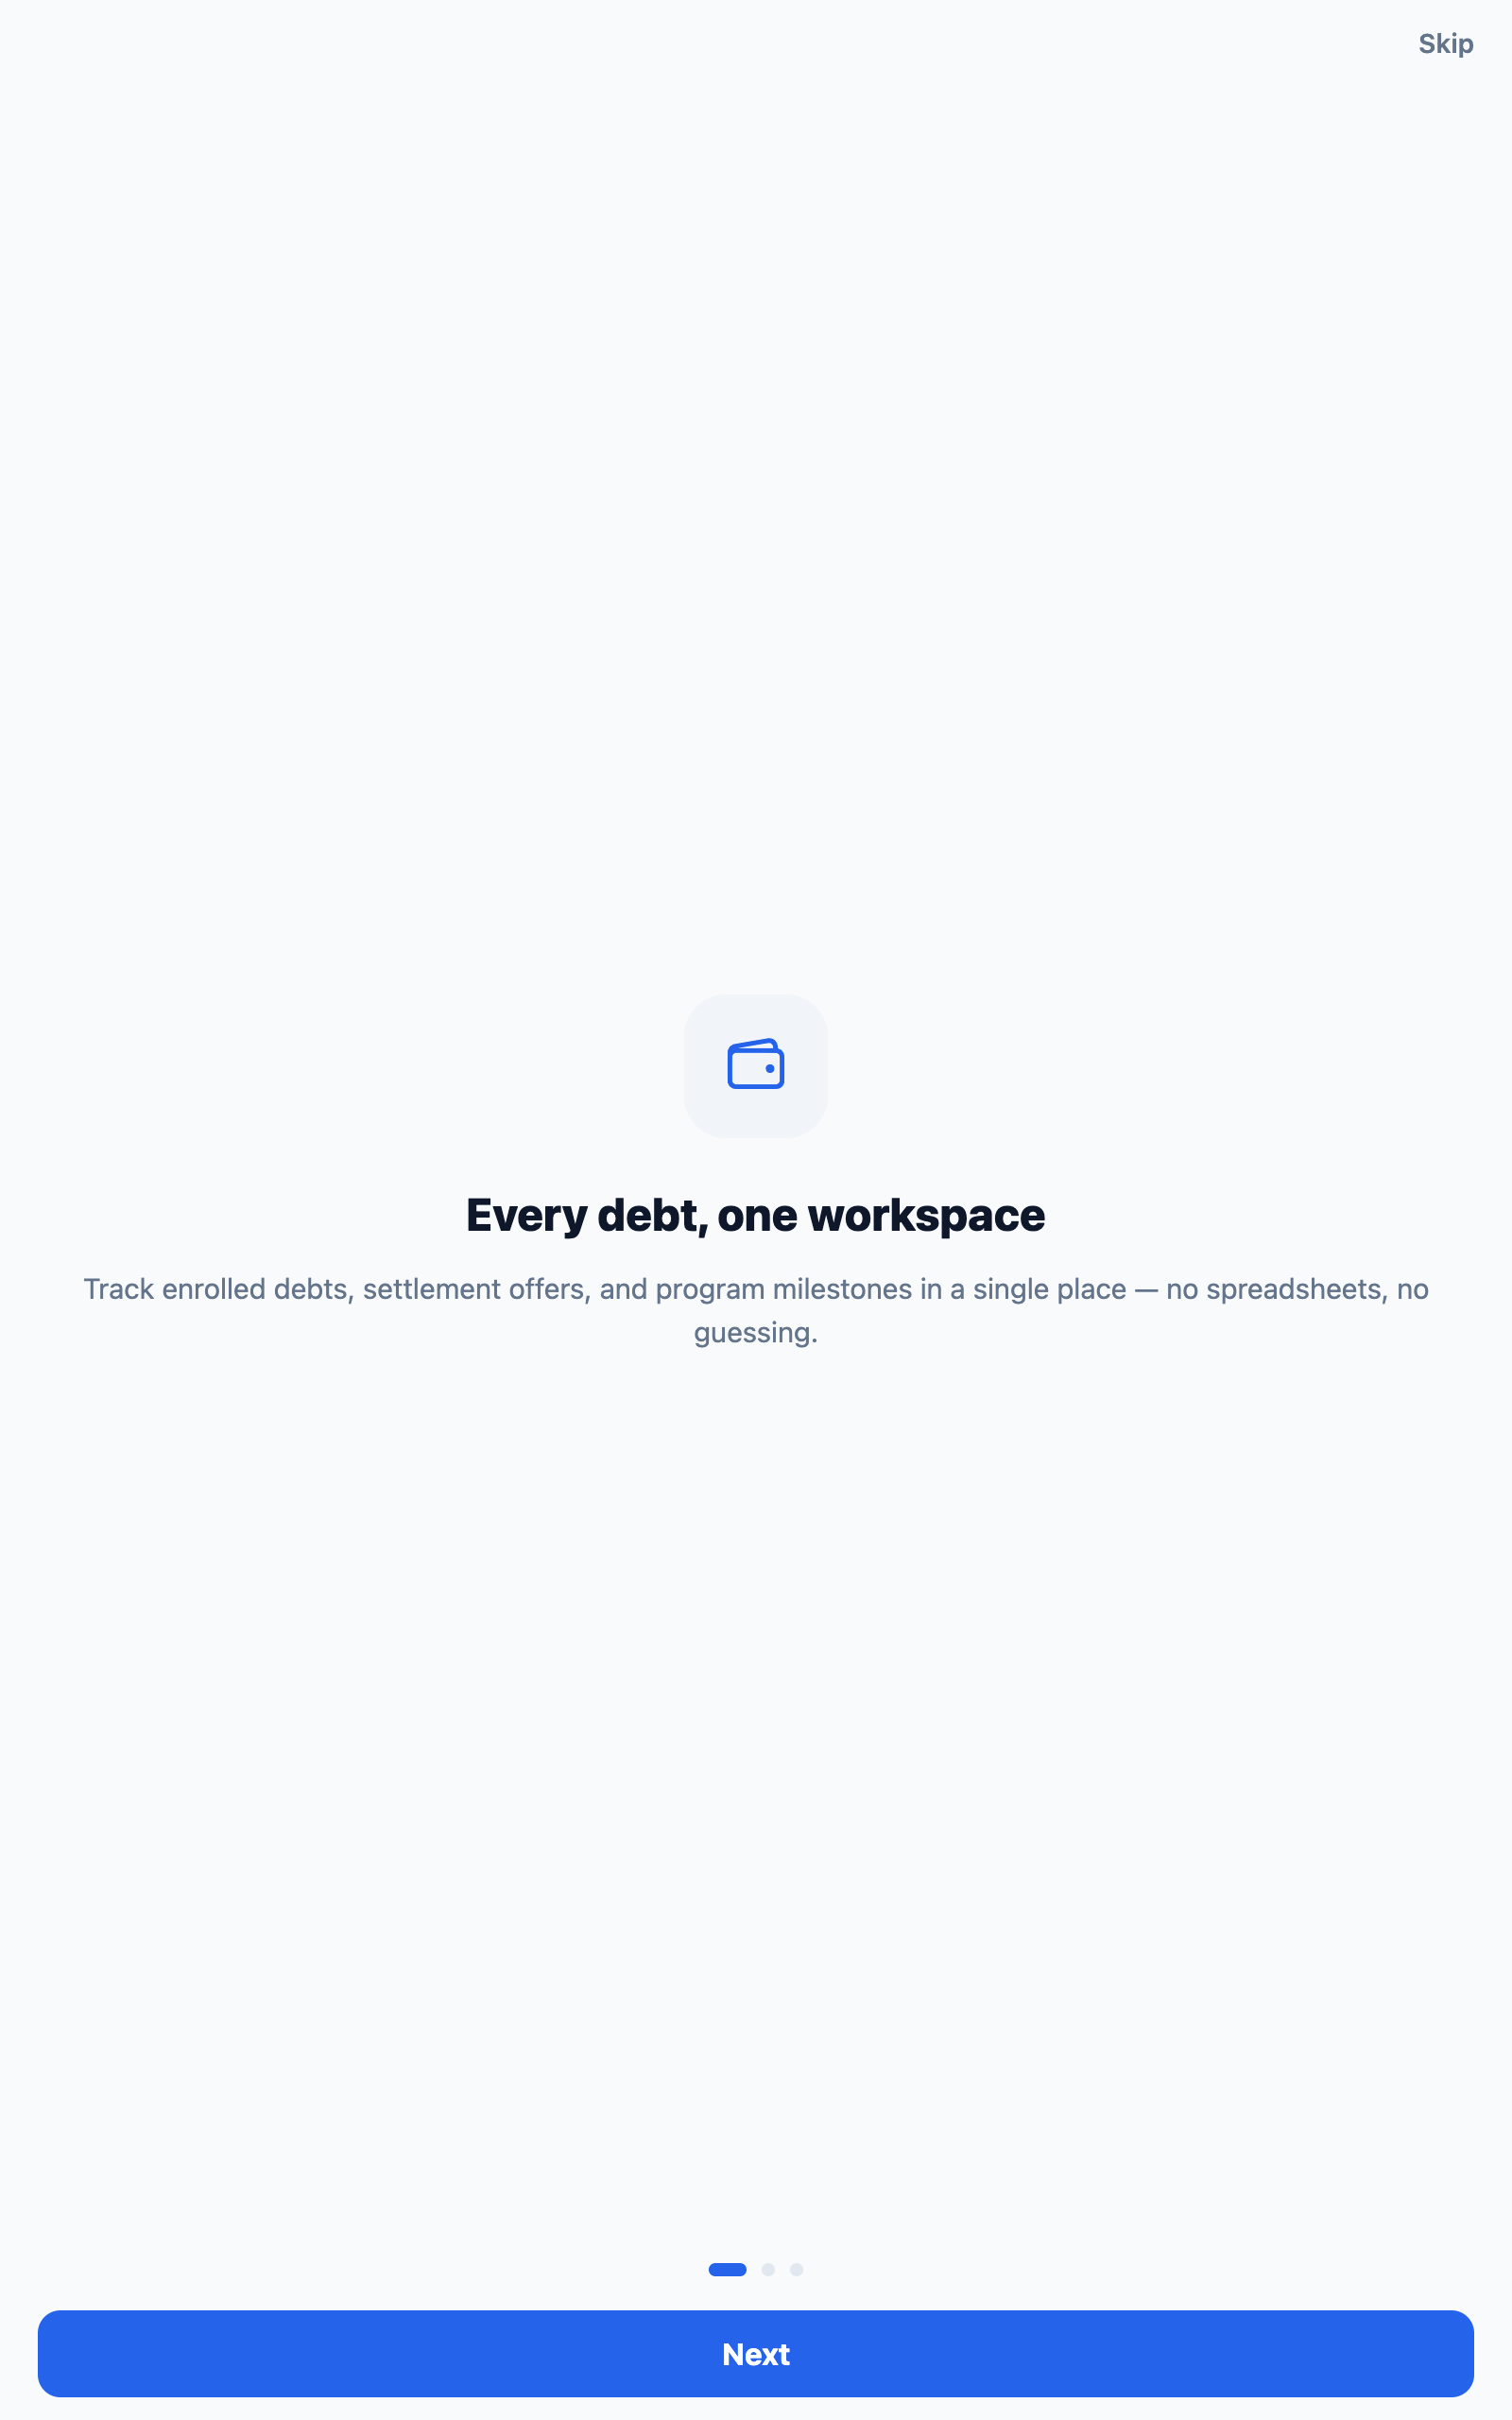 Skip
Every debt, one workspace
Track enrolled debts, settlement offers, and program milestones in a single place — no spreadsheets, no
guessing.
Next